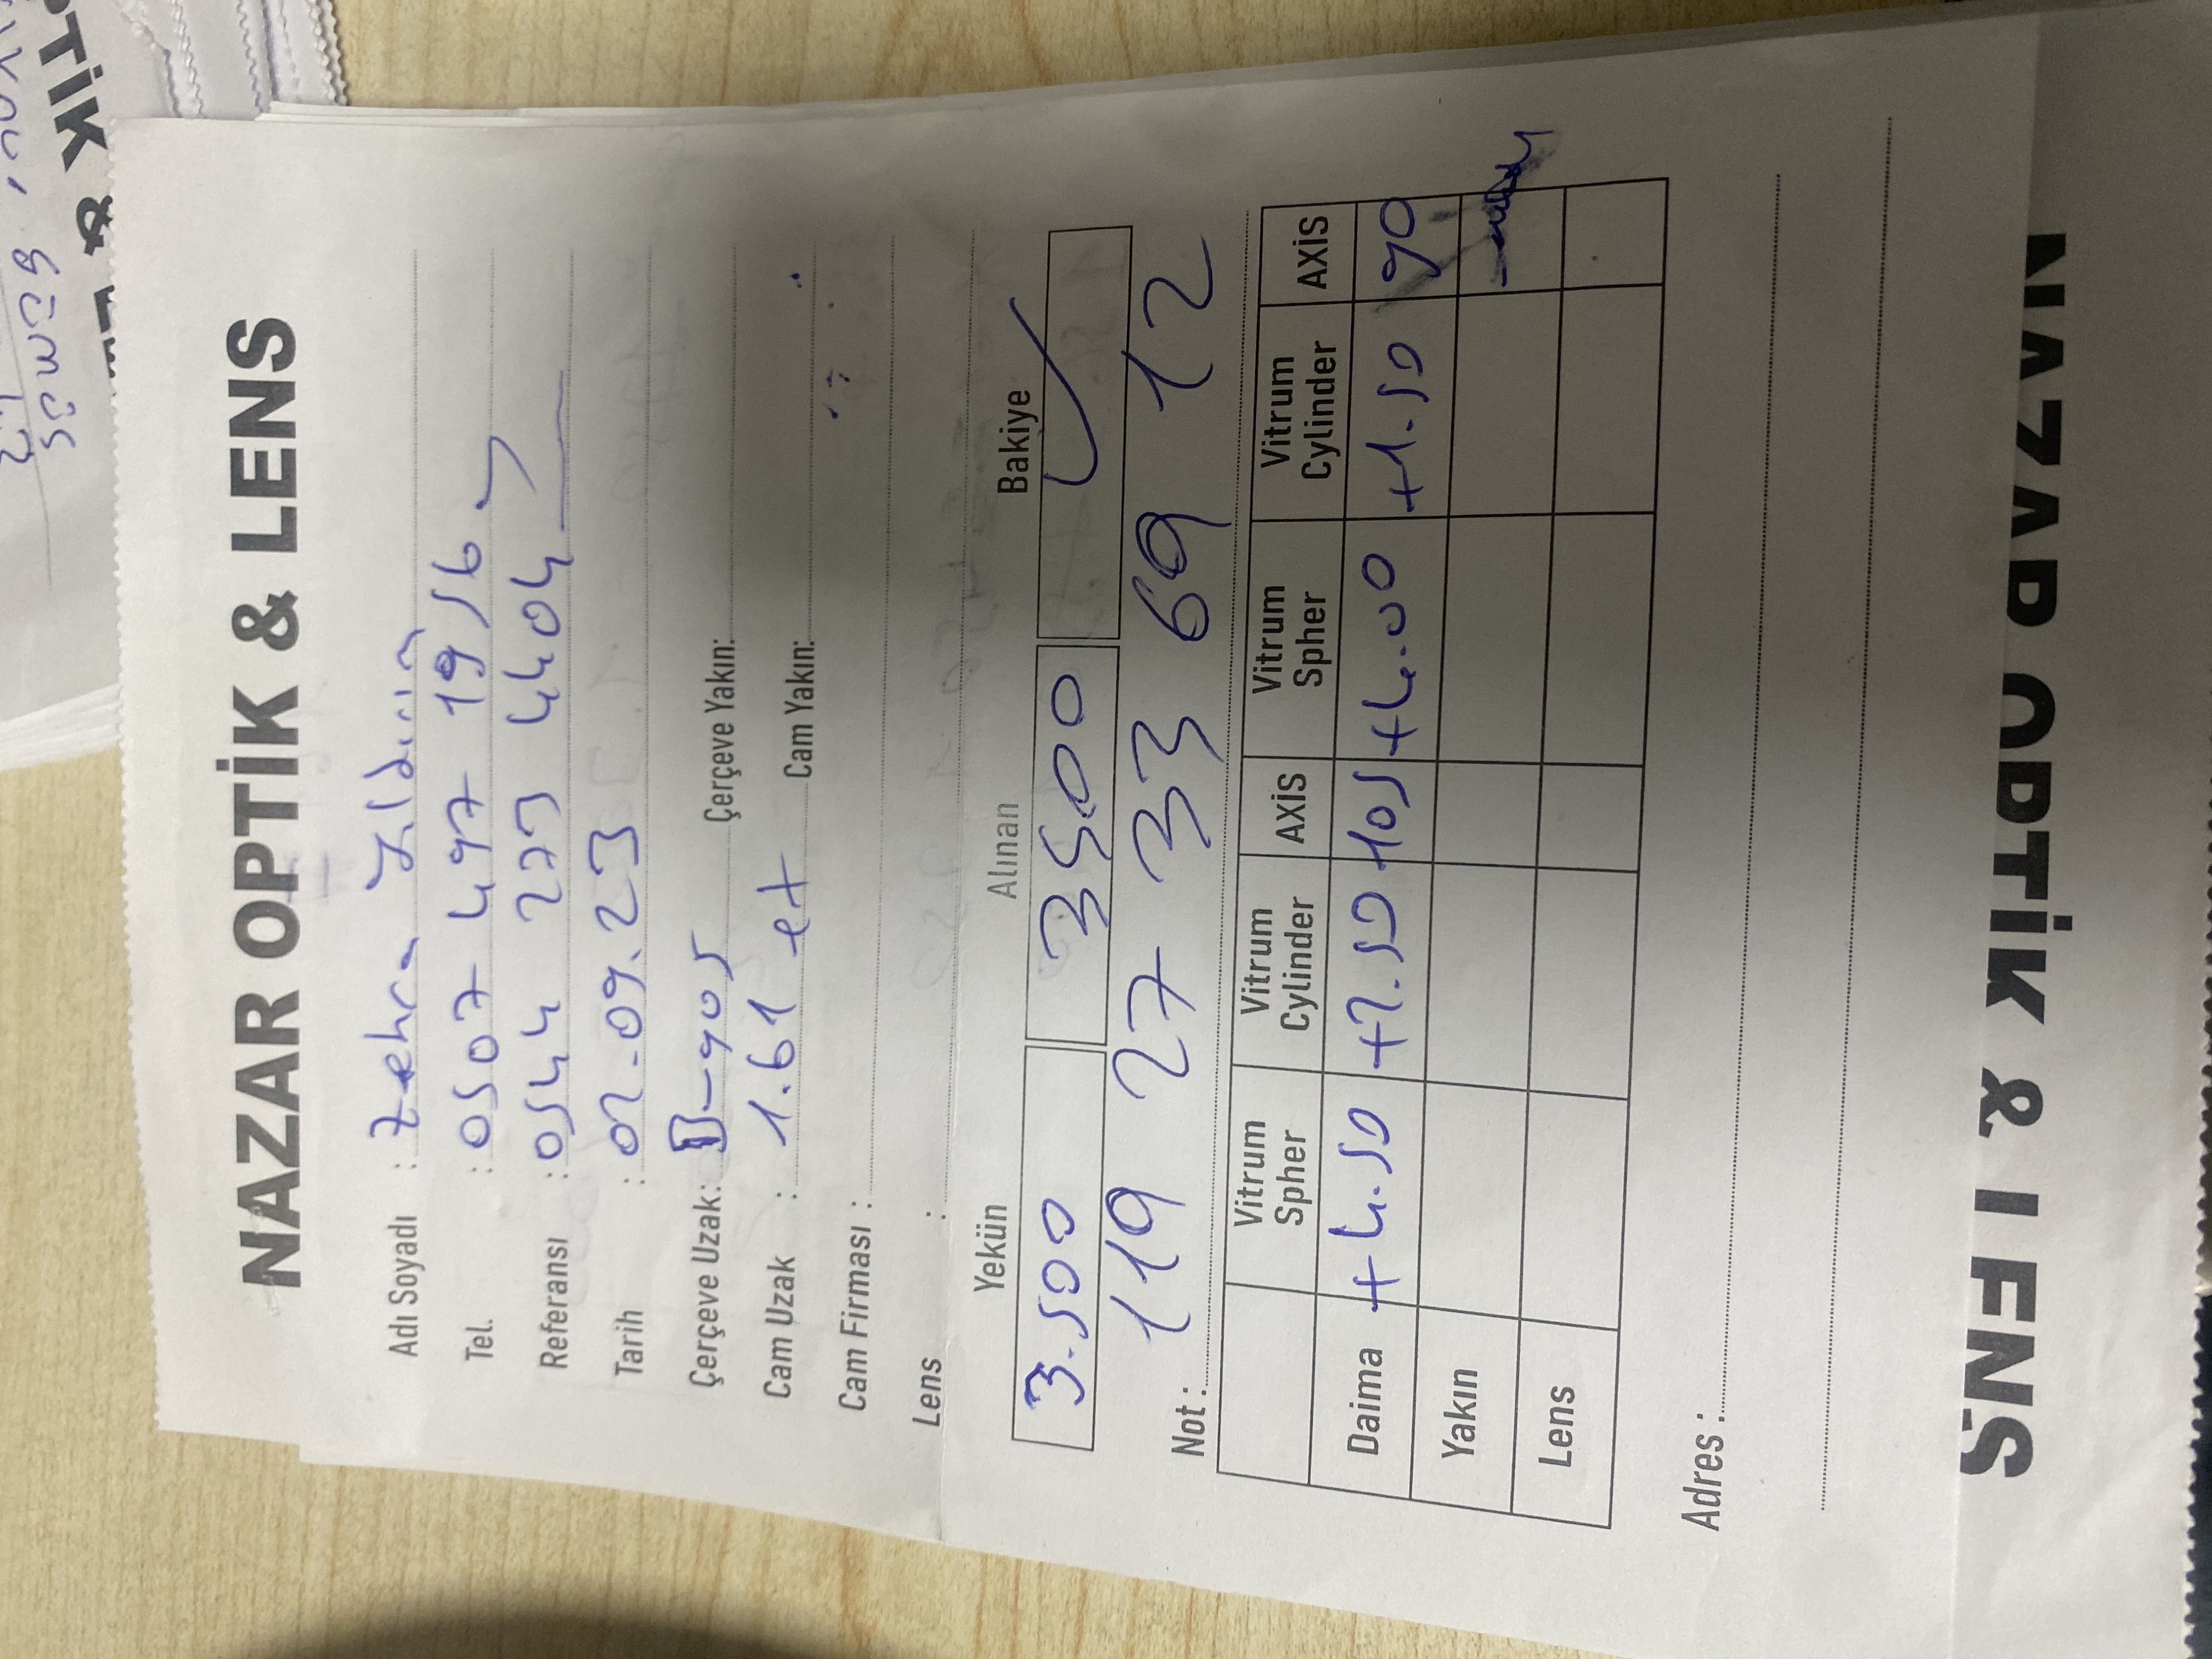 NAZAR OPTİK & LENS
Adı Soyadı : Zehra Yıldırım
Tel. : 0507 497 19 56
Referansı : 0544 273 4404
Tarih : 02.09.23
Çerçeve Uzak: B-905 Çerçeve Yakın:
Cam Uzak : 1.61 et Cam Yakın:
Cam Firması :
Lens :
Yekün Alınan Bakiye
3.500 3500 ✓
Not : 119 27 33 69 12
Vitrum Spher Vitrum Cylinder AXİS Vitrum Spher Vitrum Cylinder AXİS
Daima +4.50 +2.50 105 +4.00 +1.50 90
Yakın
Lens
Adres :
NAZAR OPTİK & LENS